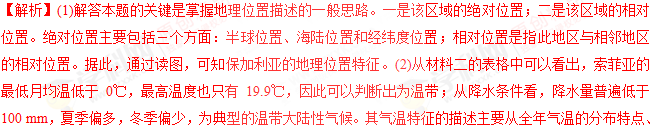 【解析】(1)解答本题的关键是掌握地理位置描述的一般思路。一是该区域的绝对位置；二是该区域的相对
位置。绝对位置主要包括三个方面：半球位置、海陆位置和经纬度位置；相对位置是指此地区与相邻地区
的相对位置。据此，通过读图，可知保加利亚的地理位置特征。(2)从材料二的表格中可以看出，索菲亚的
最低月均温低于 0℃，最高温度也只有 19.9℃，因此可以判断出为温带；从降水条件看，降水量普遍低于
100 mm，夏季偏多，冬季偏少，为典型的温带大陆性气候。其气温特征的描述主要从全年气温的分布特点、